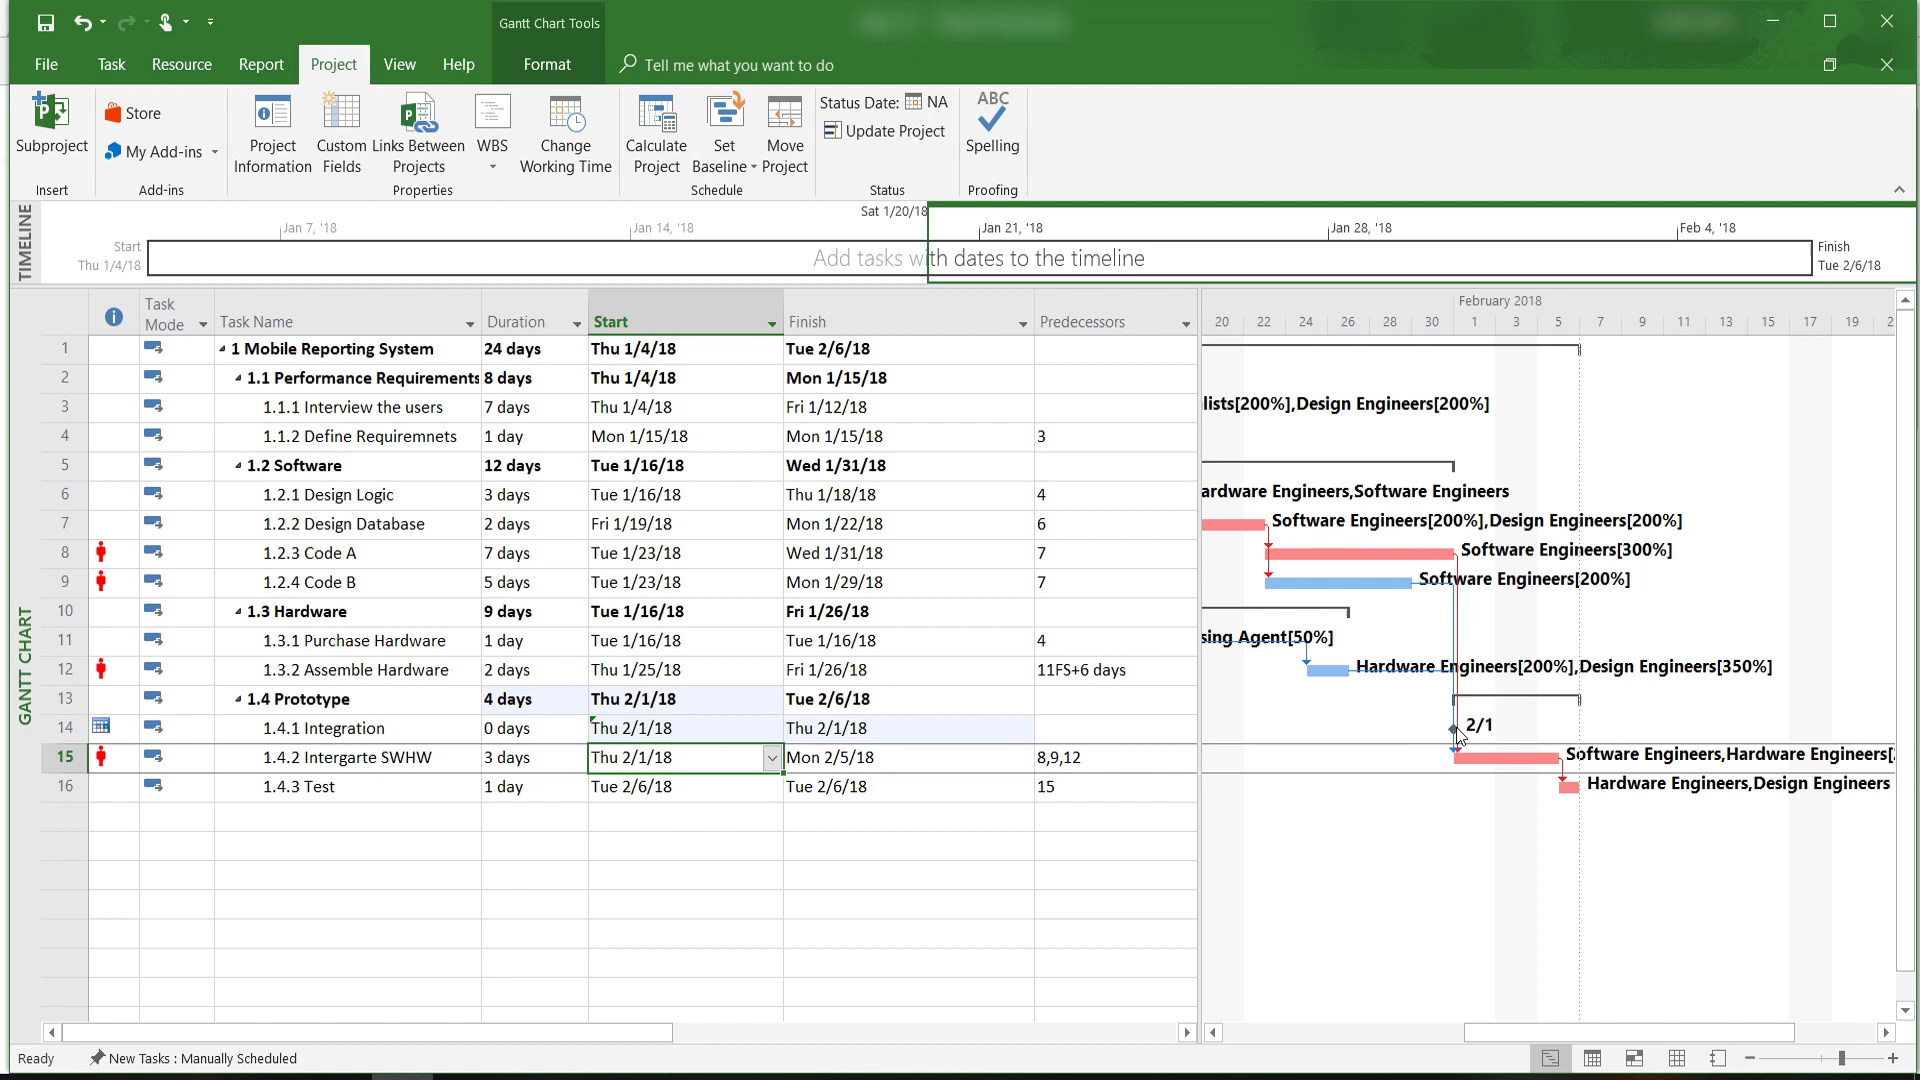 Gantt Chart Tools
File Task Resource Report Project View Help Format Tell me what you want to do
Subproject
Insert
Store
My Add-ins
Add-ins
Project Information
Custom Fields
Links Between Projects
WBS
Change Working Time
Properties
Calculate Project
Set Baseline
Move Project
Schedule
Status Date: NA
Update Project
Status
ABC
Spelling
Proofing
TIMELINE
Sat 1/20/18
Jan 7, '18 Jan 14, '18 Jan 21, '18 Jan 28, '18 Feb 4, '18
Start
Thu 1/4/18
Add tasks with dates to the timeline
Finish
Tue 2/6/18
GANTT CHART
Task Mode Task Name Duration Start Finish Predecessors
1 1 Mobile Reporting System 24 days Thu 1/4/18 Tue 2/6/18
2 1.1 Performance Requirements 8 days Thu 1/4/18 Mon 1/15/18
3 1.1.1 Interview the users 7 days Thu 1/4/18 Fri 1/12/18
4 1.1.2 Define Requiremnets 1 day Mon 1/15/18 Mon 1/15/18 3
5 1.2 Software 12 days Tue 1/16/18 Wed 1/31/18
6 1.2.1 Design Logic 3 days Tue 1/16/18 Thu 1/18/18 4
7 1.2.2 Design Database 2 days Fri 1/19/18 Mon 1/22/18 6
8 1.2.3 Code A 7 days Tue 1/23/18 Wed 1/31/18 7
9 1.2.4 Code B 5 days Tue 1/23/18 Mon 1/29/18 7
10 1.3 Hardware 9 days Tue 1/16/18 Fri 1/26/18
11 1.3.1 Purchase Hardware 1 day Tue 1/16/18 Tue 1/16/18 4
12 1.3.2 Assemble Hardware 2 days Thu 1/25/18 Fri 1/26/18 11FS+6 days
13 1.4 Prototype 4 days Thu 2/1/18 Tue 2/6/18
14 1.4.1 Integration 0 days Thu 2/1/18 Thu 2/1/18
15 1.4.2 Intergarte SWHW 3 days Thu 2/1/18 Mon 2/5/18 8,9,12
16 1.4.3 Test 1 day Tue 2/6/18 Tue 2/6/18 15
February 2018
20 22 24 26 28 30 1 3 5 7 9 11 13 15 17 19 2
lists[200%],Design Engineers[200%]
ardware Engineers,Software Engineers
Software Engineers[200%],Design Engineers[200%]
Software Engineers[300%]
Software Engineers[200%]
sing Agent[50%]
Hardware Engineers[200%],Design Engineers[350%]
2/1
Software Engineers,Hardware Engineers[
Hardware Engineers,Design Engineers
Ready New Tasks : Manually Scheduled